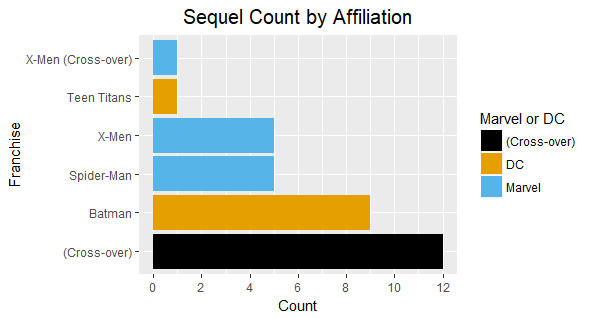 Sequel Count by Affiliation
Franchise
X-Men (Cross-over)
Teen Titans
X-Men
Spider-Man
Batman
(Cross-over)
0 2 4 6 8 10 12
Count
Marvel or DC
(Cross-over)
DC
Marvel